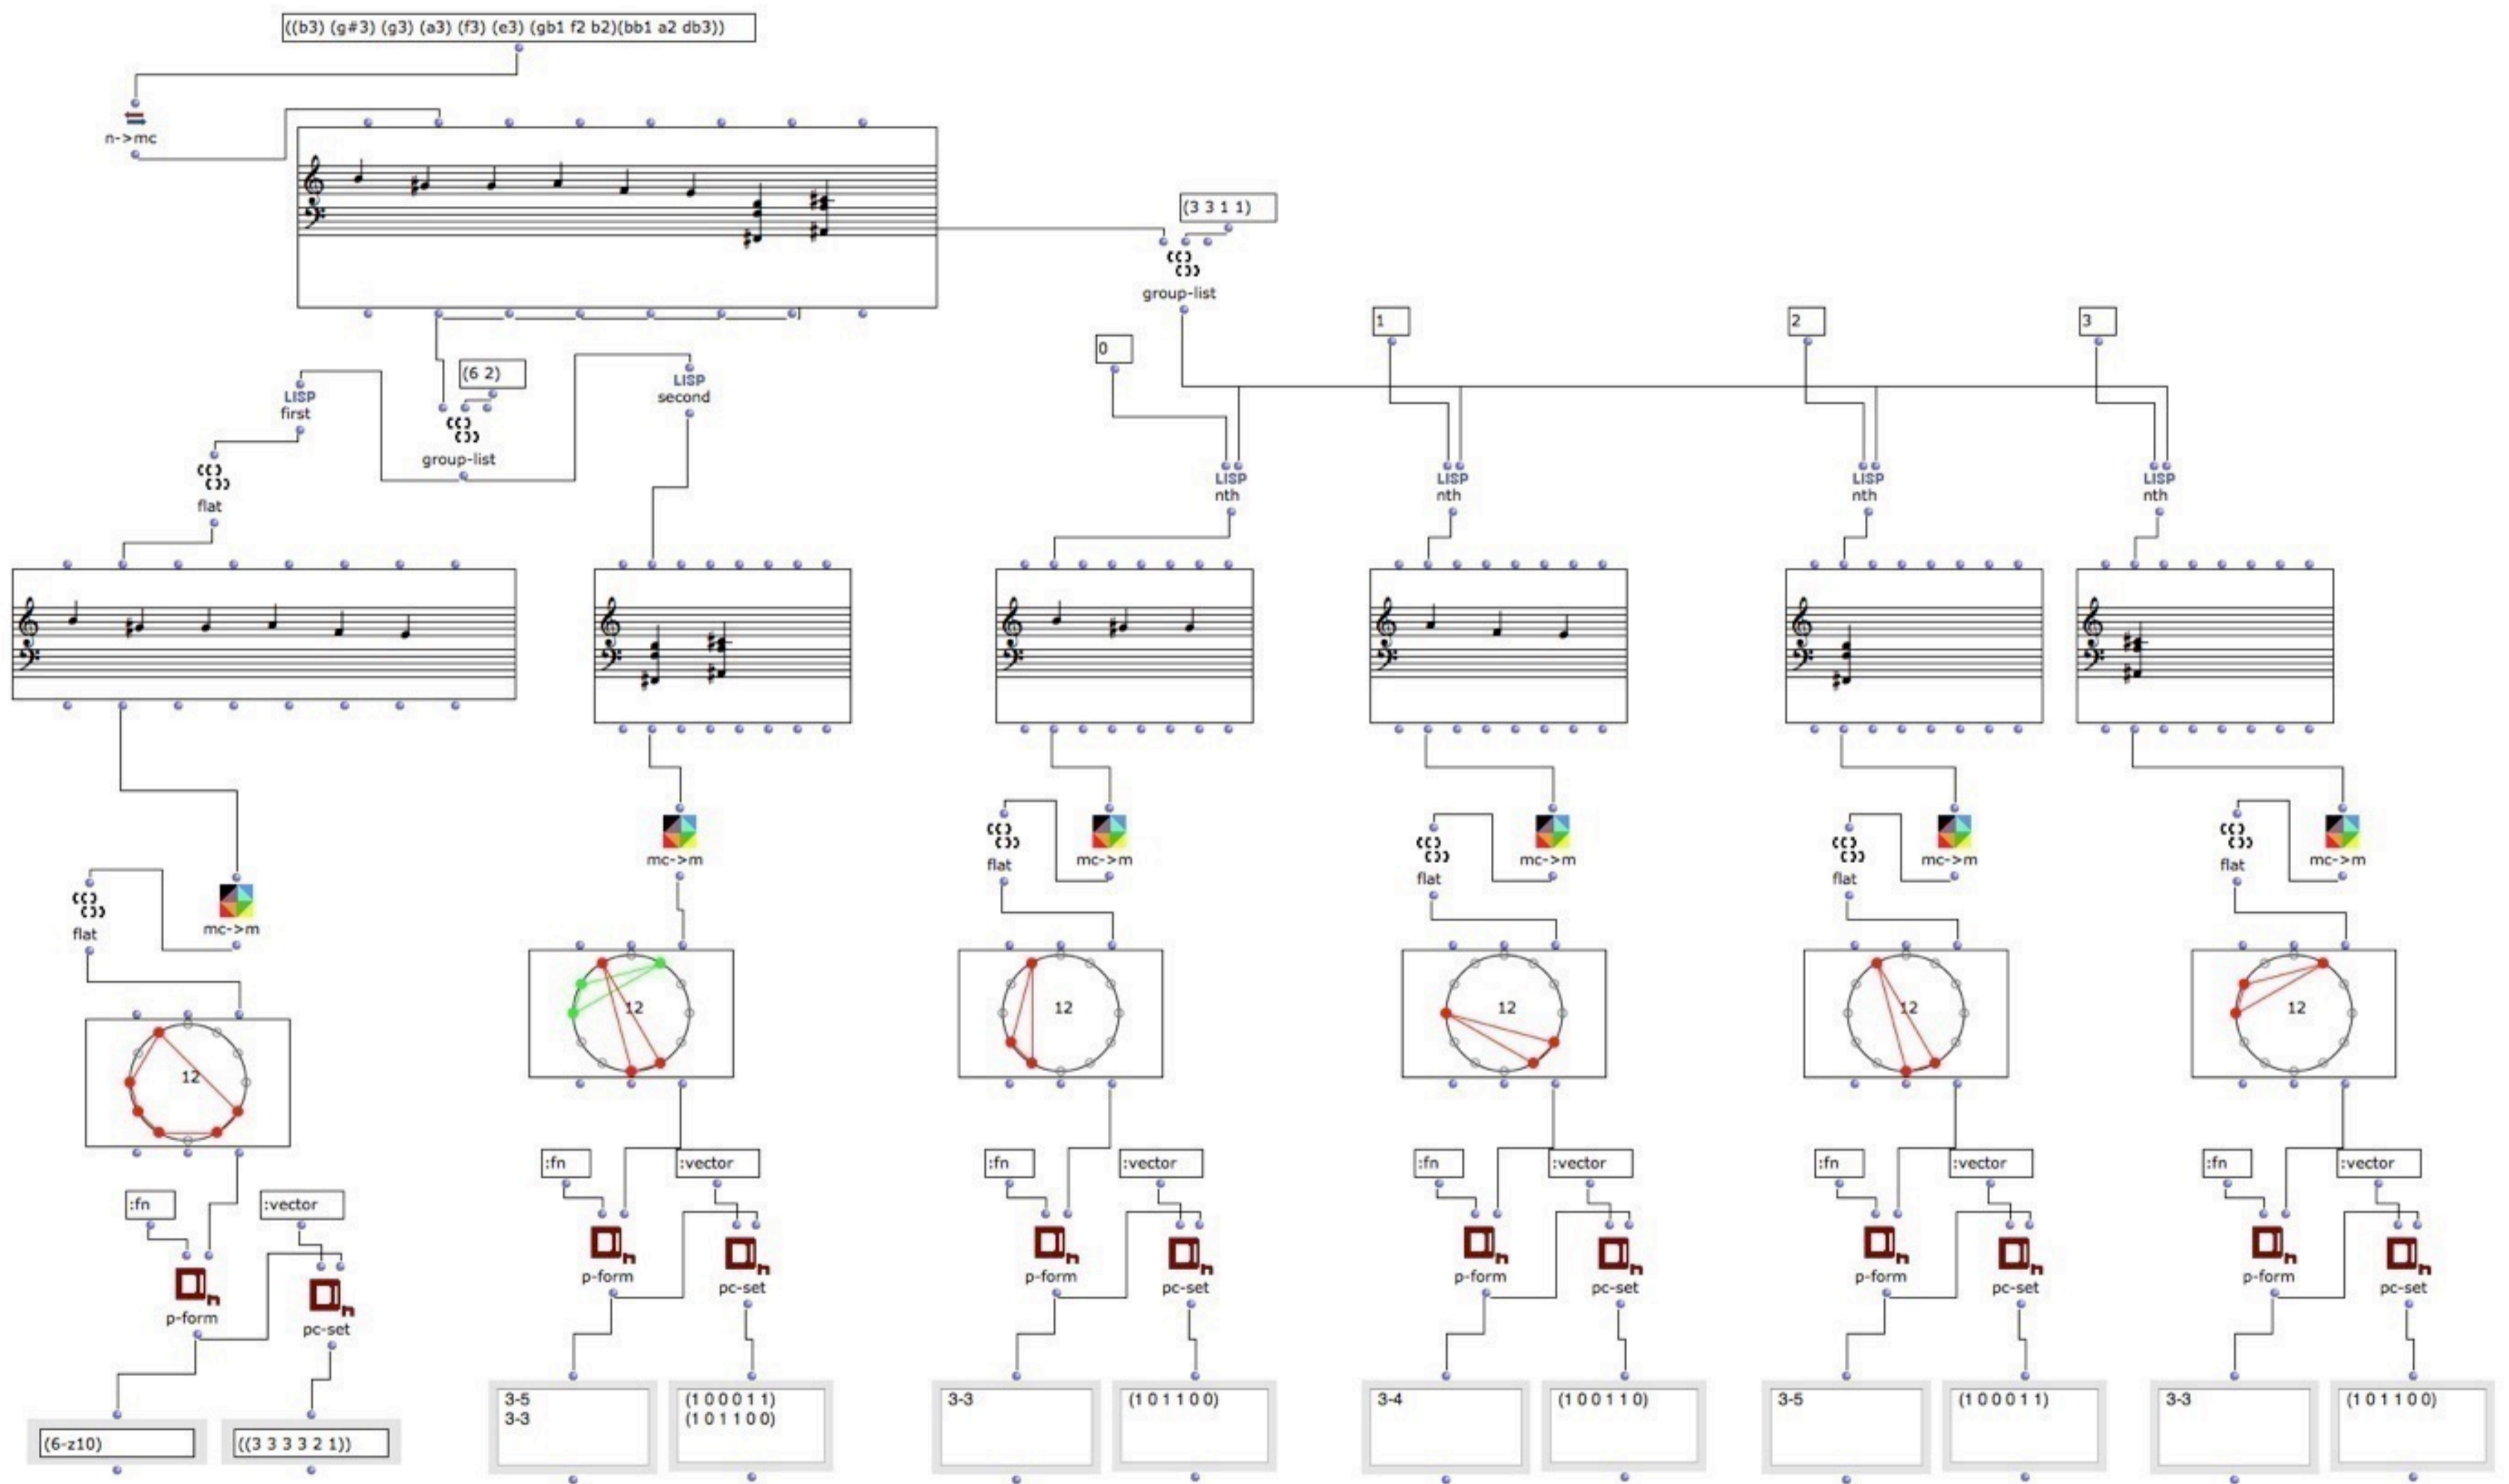 ((b3) (g#3) (g3) (a3) (f3) (e3) (gb1 f2 b2)(bb1 a2 db3))
n->mc
(3 3 1 1)
group-list
0
1
2
3
(6 2)
LISP
first
LISP
second
group-list
flat
LISP
nth
LISP
nth
LISP
nth
LISP
nth
mc->m
flat
mc->m
flat
mc->m
flat
mc->m
flat
mc->m
flat
mc->m
12
12
12
12
12
12
:fn
:vector
:fn
:vector
:fn
:vector
:fn
:vector
:fn
:vector
:fn
:vector
p-form
pc-set
p-form
pc-set
p-form
pc-set
p-form
pc-set
p-form
pc-set
p-form
pc-set
(6-z10)
((3 3 3 3 2 1))
3-5
3-3
(1 0 0 0 1 1)
(1 0 1 1 0 0)
3-3
(1 0 1 1 0 0)
3-4
(1 0 0 1 1 0)
3-5
(1 0 0 0 1 1)
3-3
(1 0 1 1 0 0)